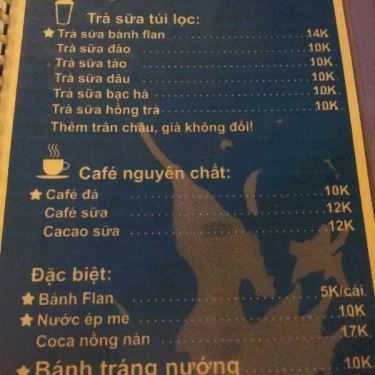 Trà sữa túi lọc:
★ Trà sữa bánh flan 14K
Trà sữa đào 10K
Trà sữa táo 10K
Trà sữa dâu 10K
Trà sữa bạc hà 10K
Trà sữa hồng trà 10K
Thêm trân châu, giá không đổi!
Café nguyên chất:
★ Café đá 10K
Café sữa 12K
Cacao sữa 12K
Đặc biệt:
★ Bánh Flan 5K/cái
★ Nước ép me 10K
Coca nồng nàn 17K
★ Bánh tráng nướng 10K